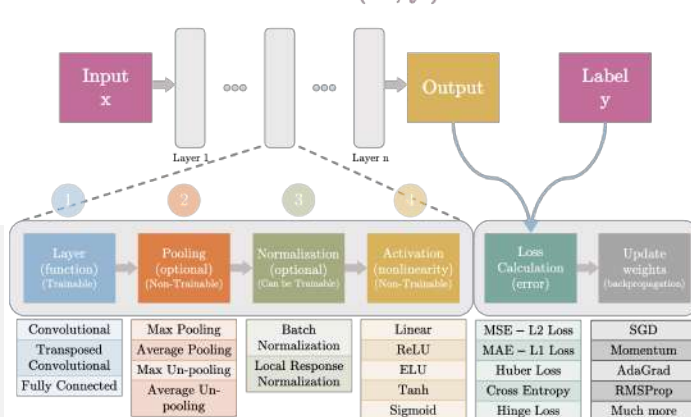 Input
x
Output
Label
y
Layer 1
Layer n
1
2
3
4
Layer
(function)
(Trainable)
Pooling
(optional)
(Non-Trainable)
Normalization
(optional)
(Can be Trainable)
Activation
(nonlinearity)
(Non-Trainable)
Loss
Calculation
(error)
Update
weights
(backpropagation)
Convolutional
Transposed
Convolutional
Fully Connected
Max Pooling
Average Pooling
Max Un-pooling
Average Un-
pooling
Batch
Normalization
Local Response
Normalization
Linear
ReLU
ELU
Tanh
Sigmoid
MSE – L2 Loss
MAE – L1 Loss
Huber Loss
Cross Entropy
Hinge Loss
SGD
Momentum
AdaGrad
RMSProp
Much more